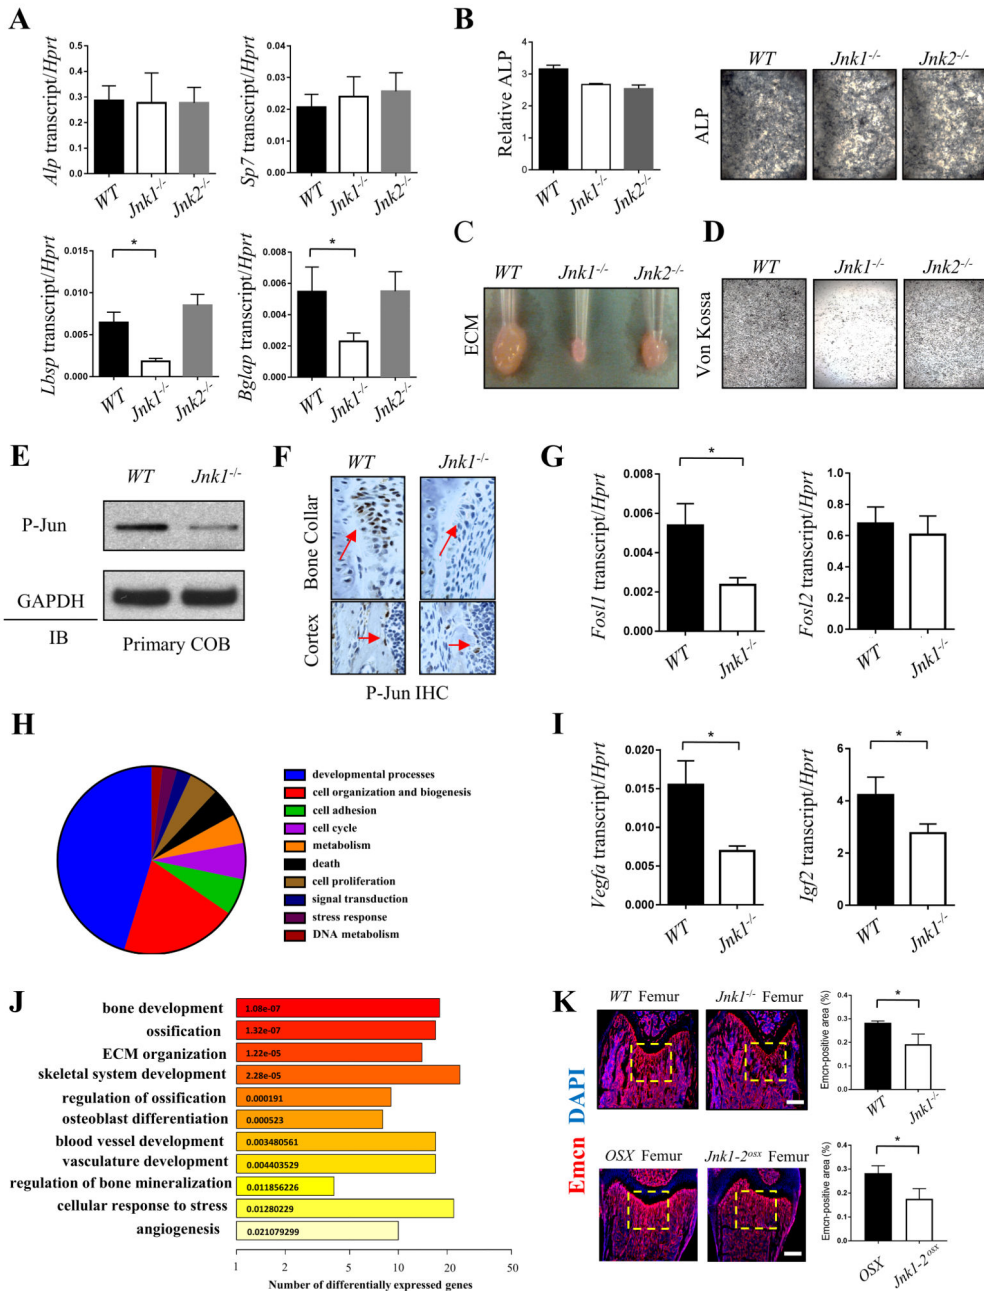 A
Alp transcript/Hprt
0.5
0.4
0.3
0.2
0.1
0.0
WT
Jnk1-/-
Jnk2-/-
Sp7 transcript/Hprt
0.04
0.03
0.02
0.01
0.00
WT
Jnk1-/-
Jnk2-/-
Lbsp transcript/Hprt
0.015
0.010
0.005
0.000
*
WT
Jnk1-/-
Jnk2-/-
Bglap transcript/Hprt
0.008
0.006
0.004
0.002
0.000
*
WT
Jnk1-/-
Jnk2-/-
B
Relative ALP
4
3
2
1
0
WT
Jnk1-/-
Jnk2-/-
ALP
WT
Jnk1-/-
Jnk2-/-
C
ECM
WT
Jnk1-/-
Jnk2-/-
D
Von Kossa
WT
Jnk1-/-
Jnk2-/-
E
WT
Jnk1-/-
P-Jun
GAPDH
IB
Primary COB
F
WT
Jnk1-/-
Bone Collar
Cortex
P-Jun IHC
G
Fosl1 transcript/Hprt
0.008
0.006
0.004
0.002
0.000
*
WT
Jnk1-/-
Fosl2 transcript/Hprt
1.0
0.8
0.6
0.4
0.2
0.0
WT
Jnk1-/-
H
developmental processes
cell organization and biogenesis
cell adhesion
cell cycle
metabolism
death
cell proliferation
signal transduction
stress response
DNA metabolism
I
Vegfa transcript/Hprt
0.020
0.015
0.010
0.005
0.000
*
WT
Jnk1-/-
Igf2 transcript/Hprt
6
4
2
0
*
WT
Jnk1-/-
J
bone development
1.08e-07
ossification
1.32e-07
ECM organization
1.22e-05
skeletal system development
2.28e-05
regulation of ossification
0.000191
osteoblast differentiation
0.000523
blood vessel development
0.003480561
vasculature development
0.004403529
regulation of bone mineralization
0.011856226
cellular response to stress
0.01280229
angiogenesis
0.021079299
1 2 5 10 20 50
Number of differentially expressed genes
K
Emcn DAPI
WT Femur
Jnk1-/- Femur
Emcn-positive area (%)
0.4
0.3
0.2
0.1
0.0
*
WT
Jnk1-/-
OSX Femur
Jnk1-2osx Femur
Emcn-positive area (%)
0.4
0.3
0.2
0.1
0.0
*
OSX
Jnk1-2osx